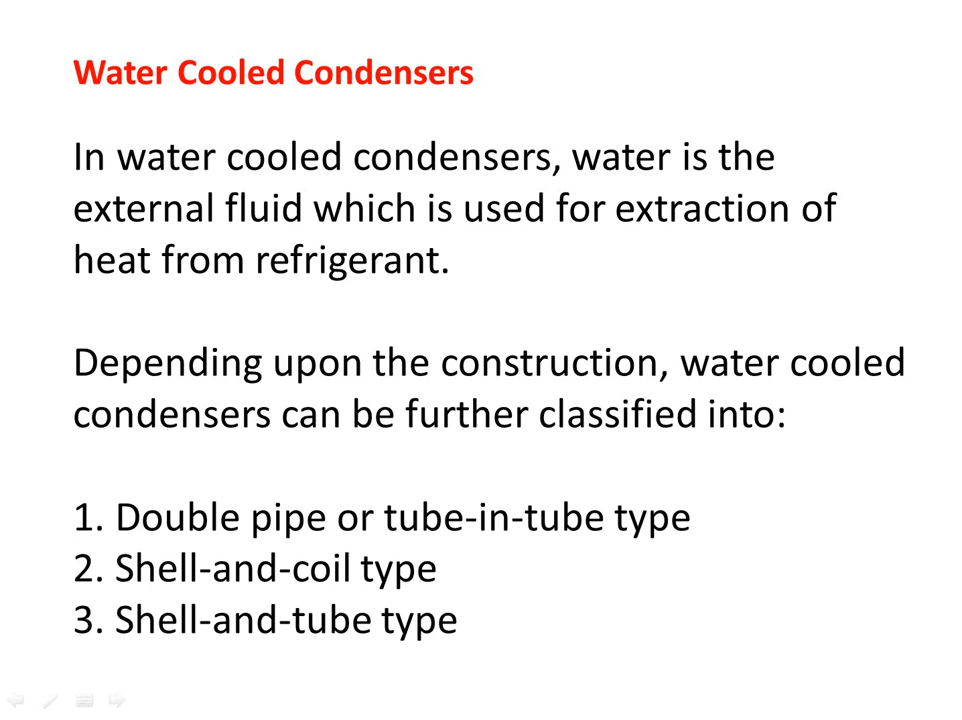 Water Cooled Condensers
In water cooled condensers, water is the
external fluid which is used for extraction of
heat from refrigerant.
Depending upon the construction, water cooled
condensers can be further classified into:
1. Double pipe or tube-in-tube type
2. Shell-and-coil type
3. Shell-and-tube type